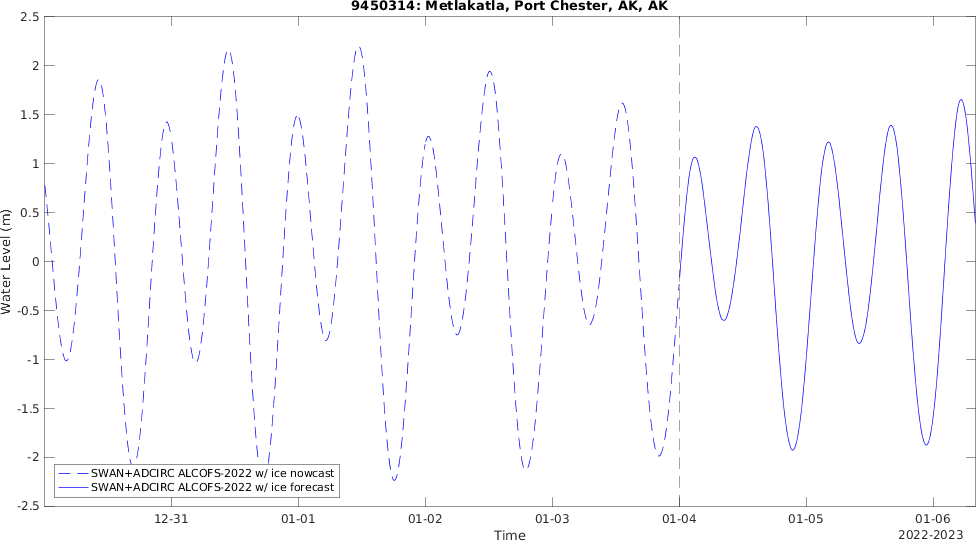 9450314: Metlakatla, Port Chester, AK, AK
2.5
2
1.5
1
0.5
0
-0.5
-1
-1.5
-2
-2.5
Water Level (m)
SWAN+ADCIRC ALCOFS-2022 w/ ice nowcast
SWAN+ADCIRC ALCOFS-2022 w/ ice forecast
12-31 01-01 01-02 01-03 01-04 01-05 01-06
Time
2022-2023